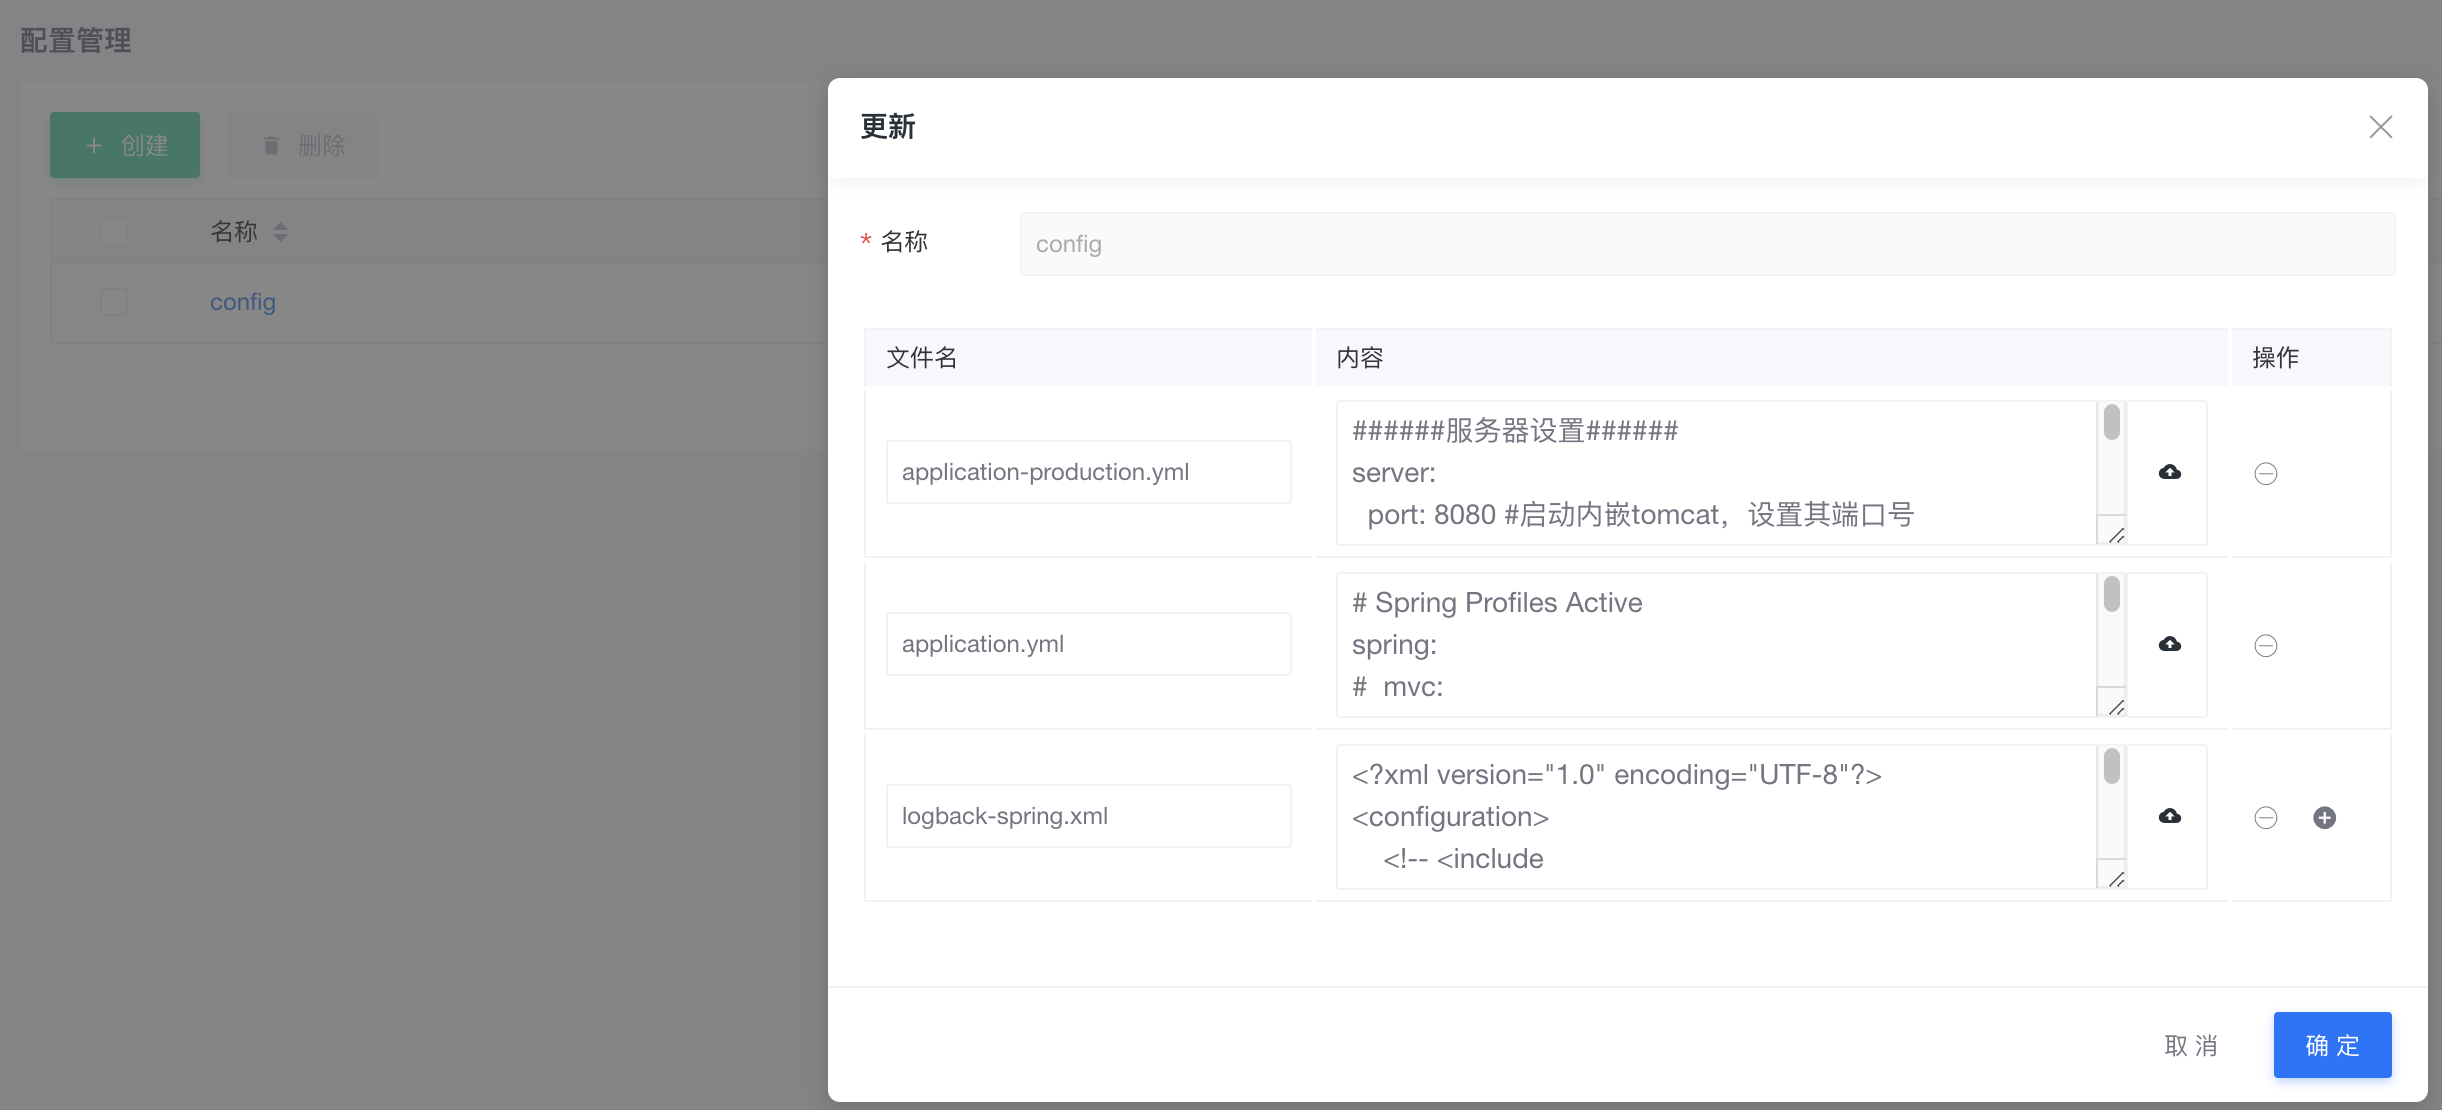 配置管理
创建
删除
名称
config
更新
* 名称
config
文件名
内容
操作
application-production.yml
######服务器设置######
server:
port: 8080 #启动内嵌tomcat，设置其端口号
application.yml
# Spring Profiles Active
spring:
#  mvc:
logback-spring.xml
<?xml version="1.0" encoding="UTF-8"?>
<configuration>
<!-- <include
取 消
确 定